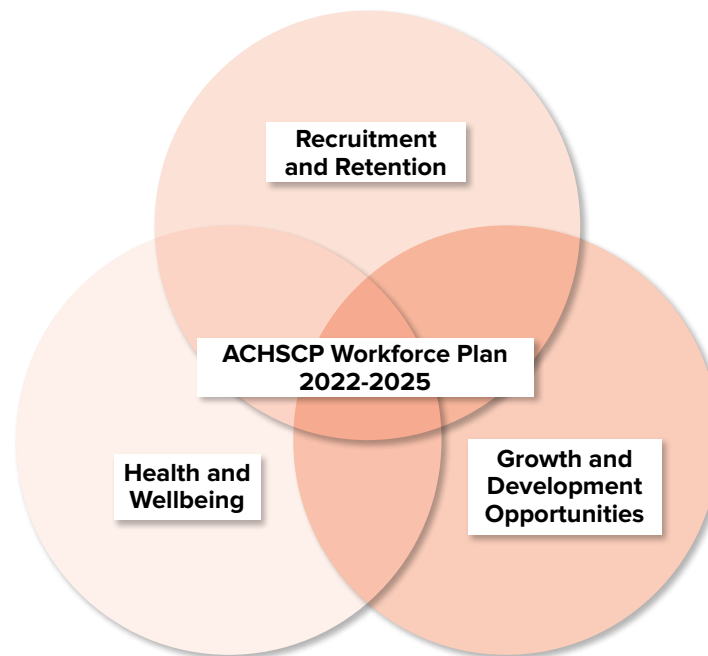 Recruitment
and Retention
ACHSCP Workforce Plan
2022-2025
Health and
Wellbeing
Growth and
Development
Opportunities